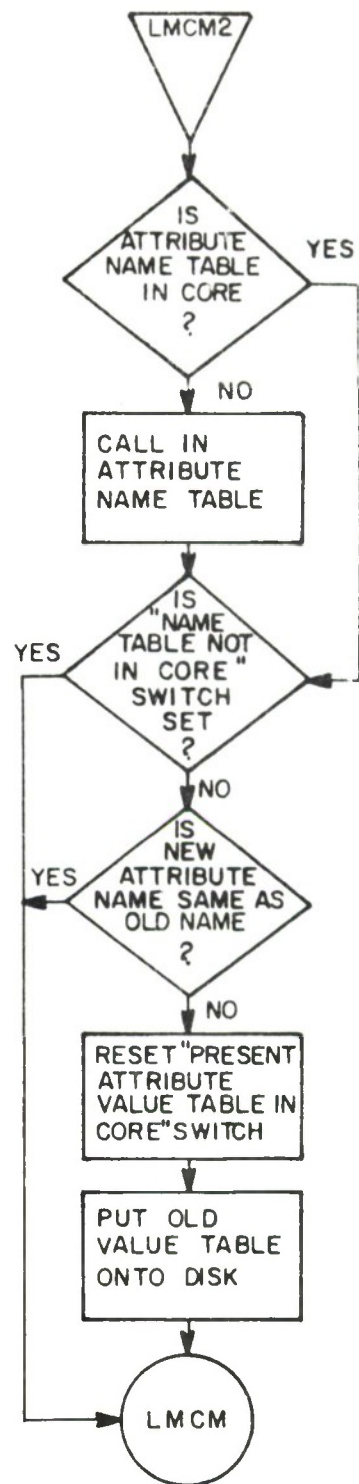 LMCM2
IS
ATTRIBUTE
NAME TABLE
IN CORE
?
YES
NO
CALL IN
ATTRIBUTE
NAME TABLE
IS
"NAME
TABLE NOT
IN CORE"
SWITCH
SET
?
YES
NO
IS
NEW
ATTRIBUTE
NAME SAME AS
OLD NAME
?
YES
NO
RESET "PRESENT
ATTRIBUTE
VALUE TABLE IN
CORE" SWITCH
PUT OLD
VALUE TABLE
ONTO DISK
LMCM